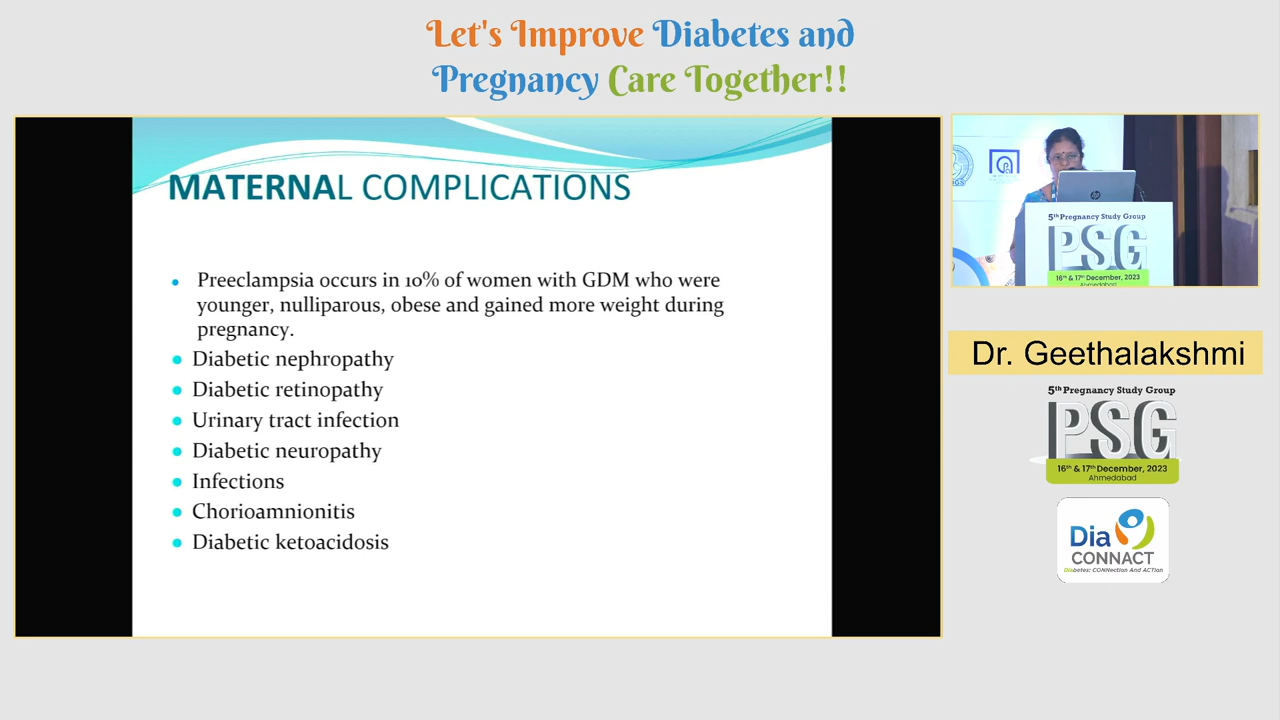 Let's Improve Diabetes and
Pregnancy Care Together!!
MATERNAL COMPLICATIONS
• Preeclampsia occurs in 10% of women with GDM who were
younger, nulliparous, obese and gained more weight during
pregnancy.
• Diabetic nephropathy
• Diabetic retinopathy
• Urinary tract infection
• Diabetic neuropathy
• Infections
• Chorioamnionitis
• Diabetic ketoacidosis
hp
5th Pregnancy Study Group
PSG
16th & 17th December, 2023
Ahmedabad
Dr. Geethalakshmi
5th Pregnancy Study Group
PSG
16th & 17th December, 2023
Ahmedabad
Dia
CONNACT
Diabetes: CONNection And ACTion